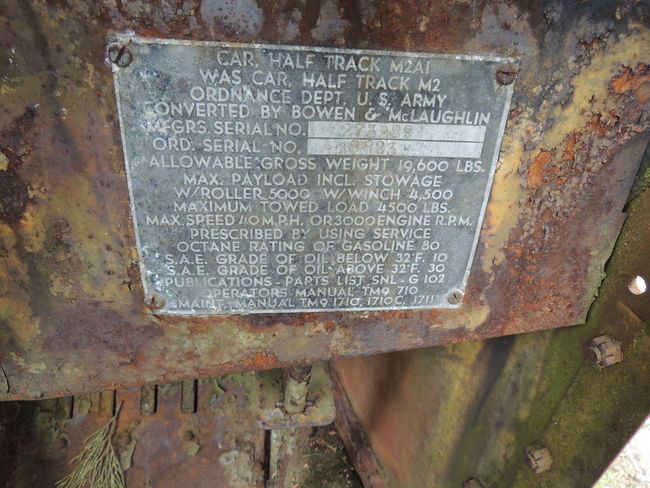 CAR, HALF TRACK M2A1
WAS CAR, HALF TRACK M2
ORDNANCE DEPT. U. S. ARMY
CONVERTED BY BOWEN & McLAUGHLIN
MFGRS. SERIAL NO.
ORD. SERIAL NO.
ALLOWABLE GROSS WEIGHT 19,600 LBS.
MAX. PAYLOAD INCL. STOWAGE
W/ROLLER 5000 W/WINCH 4,500
MAXIMUM TOWED LOAD 4500 LBS.
MAX. SPEED 40 M.P.H. OR 3000 ENGINE R.P.M.
PRESCRIBED BY USING SERVICE
OCTANE RATING OF GASOLINE 80
S.A.E. GRADE OF OIL BELOW 32°F. 10
S.A.E. GRADE OF OIL ABOVE 32°F. 30
PUBLICATIONS - PARTS LIST, SNL - G 102
OPERATORS MANUAL TM9 710
MAINT. MANUAL TM9 1710, 1710C, 1711